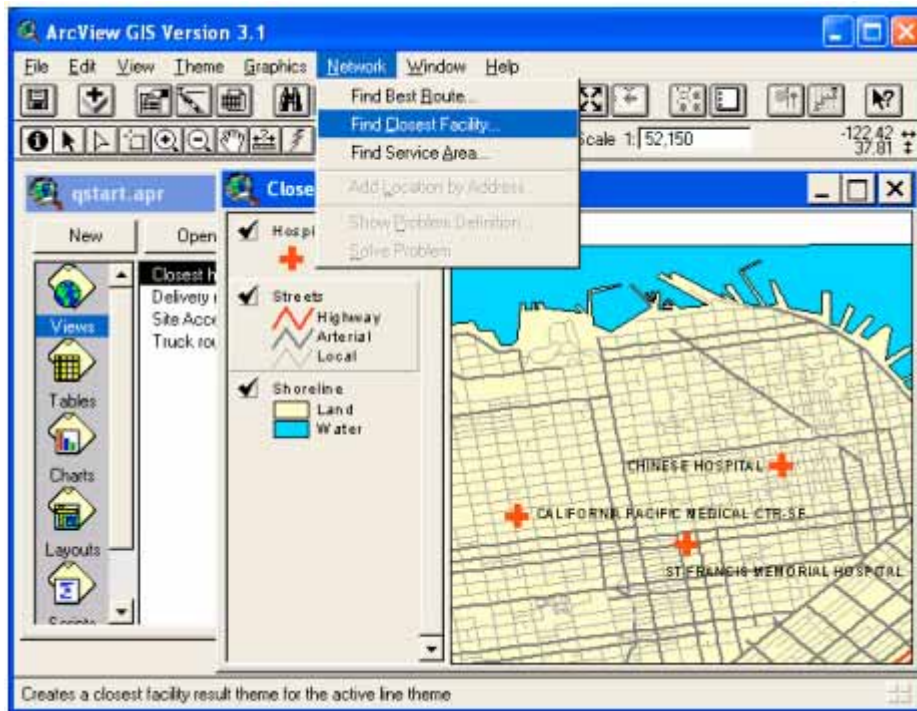 ArcView GIS Version 3.1
File Edit View Theme Graphics Network Window Help
Find Best Route...
Find Closest Facility...
Find Service Area...
Add Location by Address...
Show Problem Definition...
Solve Problem
Scale 1: 52,150
-122.42
37.81
qstart.apr
New Open
Views
Tables
Charts
Layouts
Scripts
Closest h
Delivery
Site Acce
Truck rou
Close
Hospi
Streets
Highway
Arterial
Local
Shoreline
Land
Water
CHINESE HOSPITAL
CALIFORNIA PACIFIC MEDICAL CTR-SF
ST FRANCIS MEMORIAL HOSPITAL
Creates a closest facility result theme for the active line theme